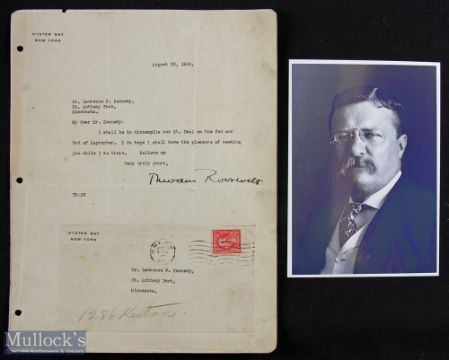 OYSTER BAY
NEW YORK
August 25, 1910.
Mr. Lawrence P. Kennedy,
St. Anthony Park,
Minnesota.
My dear Mr. Kennedy:
I shall be in Minneapolis and St. Paul on the 2nd and
of September. I do hope I shall have the pleasure of meeting
you while I am there. Believe me
Very truly yours,
Theodore Roosevelt
OYSTER BAY
NEW YORK
Mr. Lawrence P. Kennedy,
St. Anthony Park,
Minnesota.
1286 Keston.
Mullock's